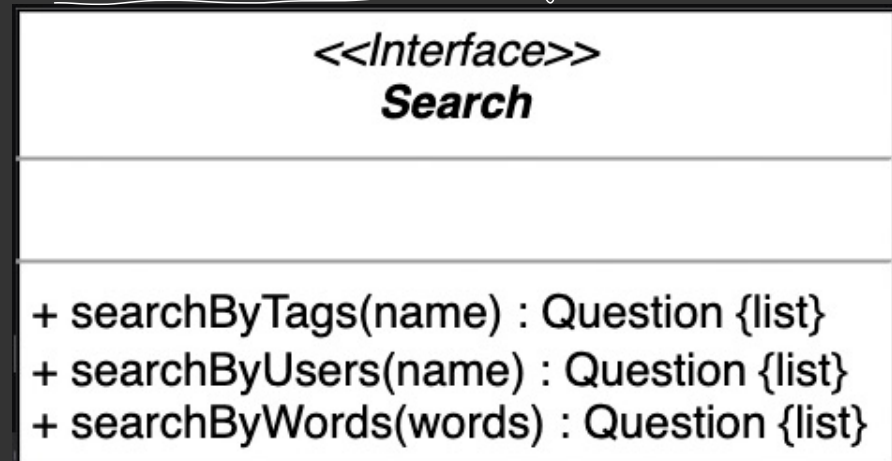 <<Interface>>
Search
+ searchByTags(name) : Question {list}
+ searchByUsers(name) : Question {list}
+ searchByWords(words) : Question {list}